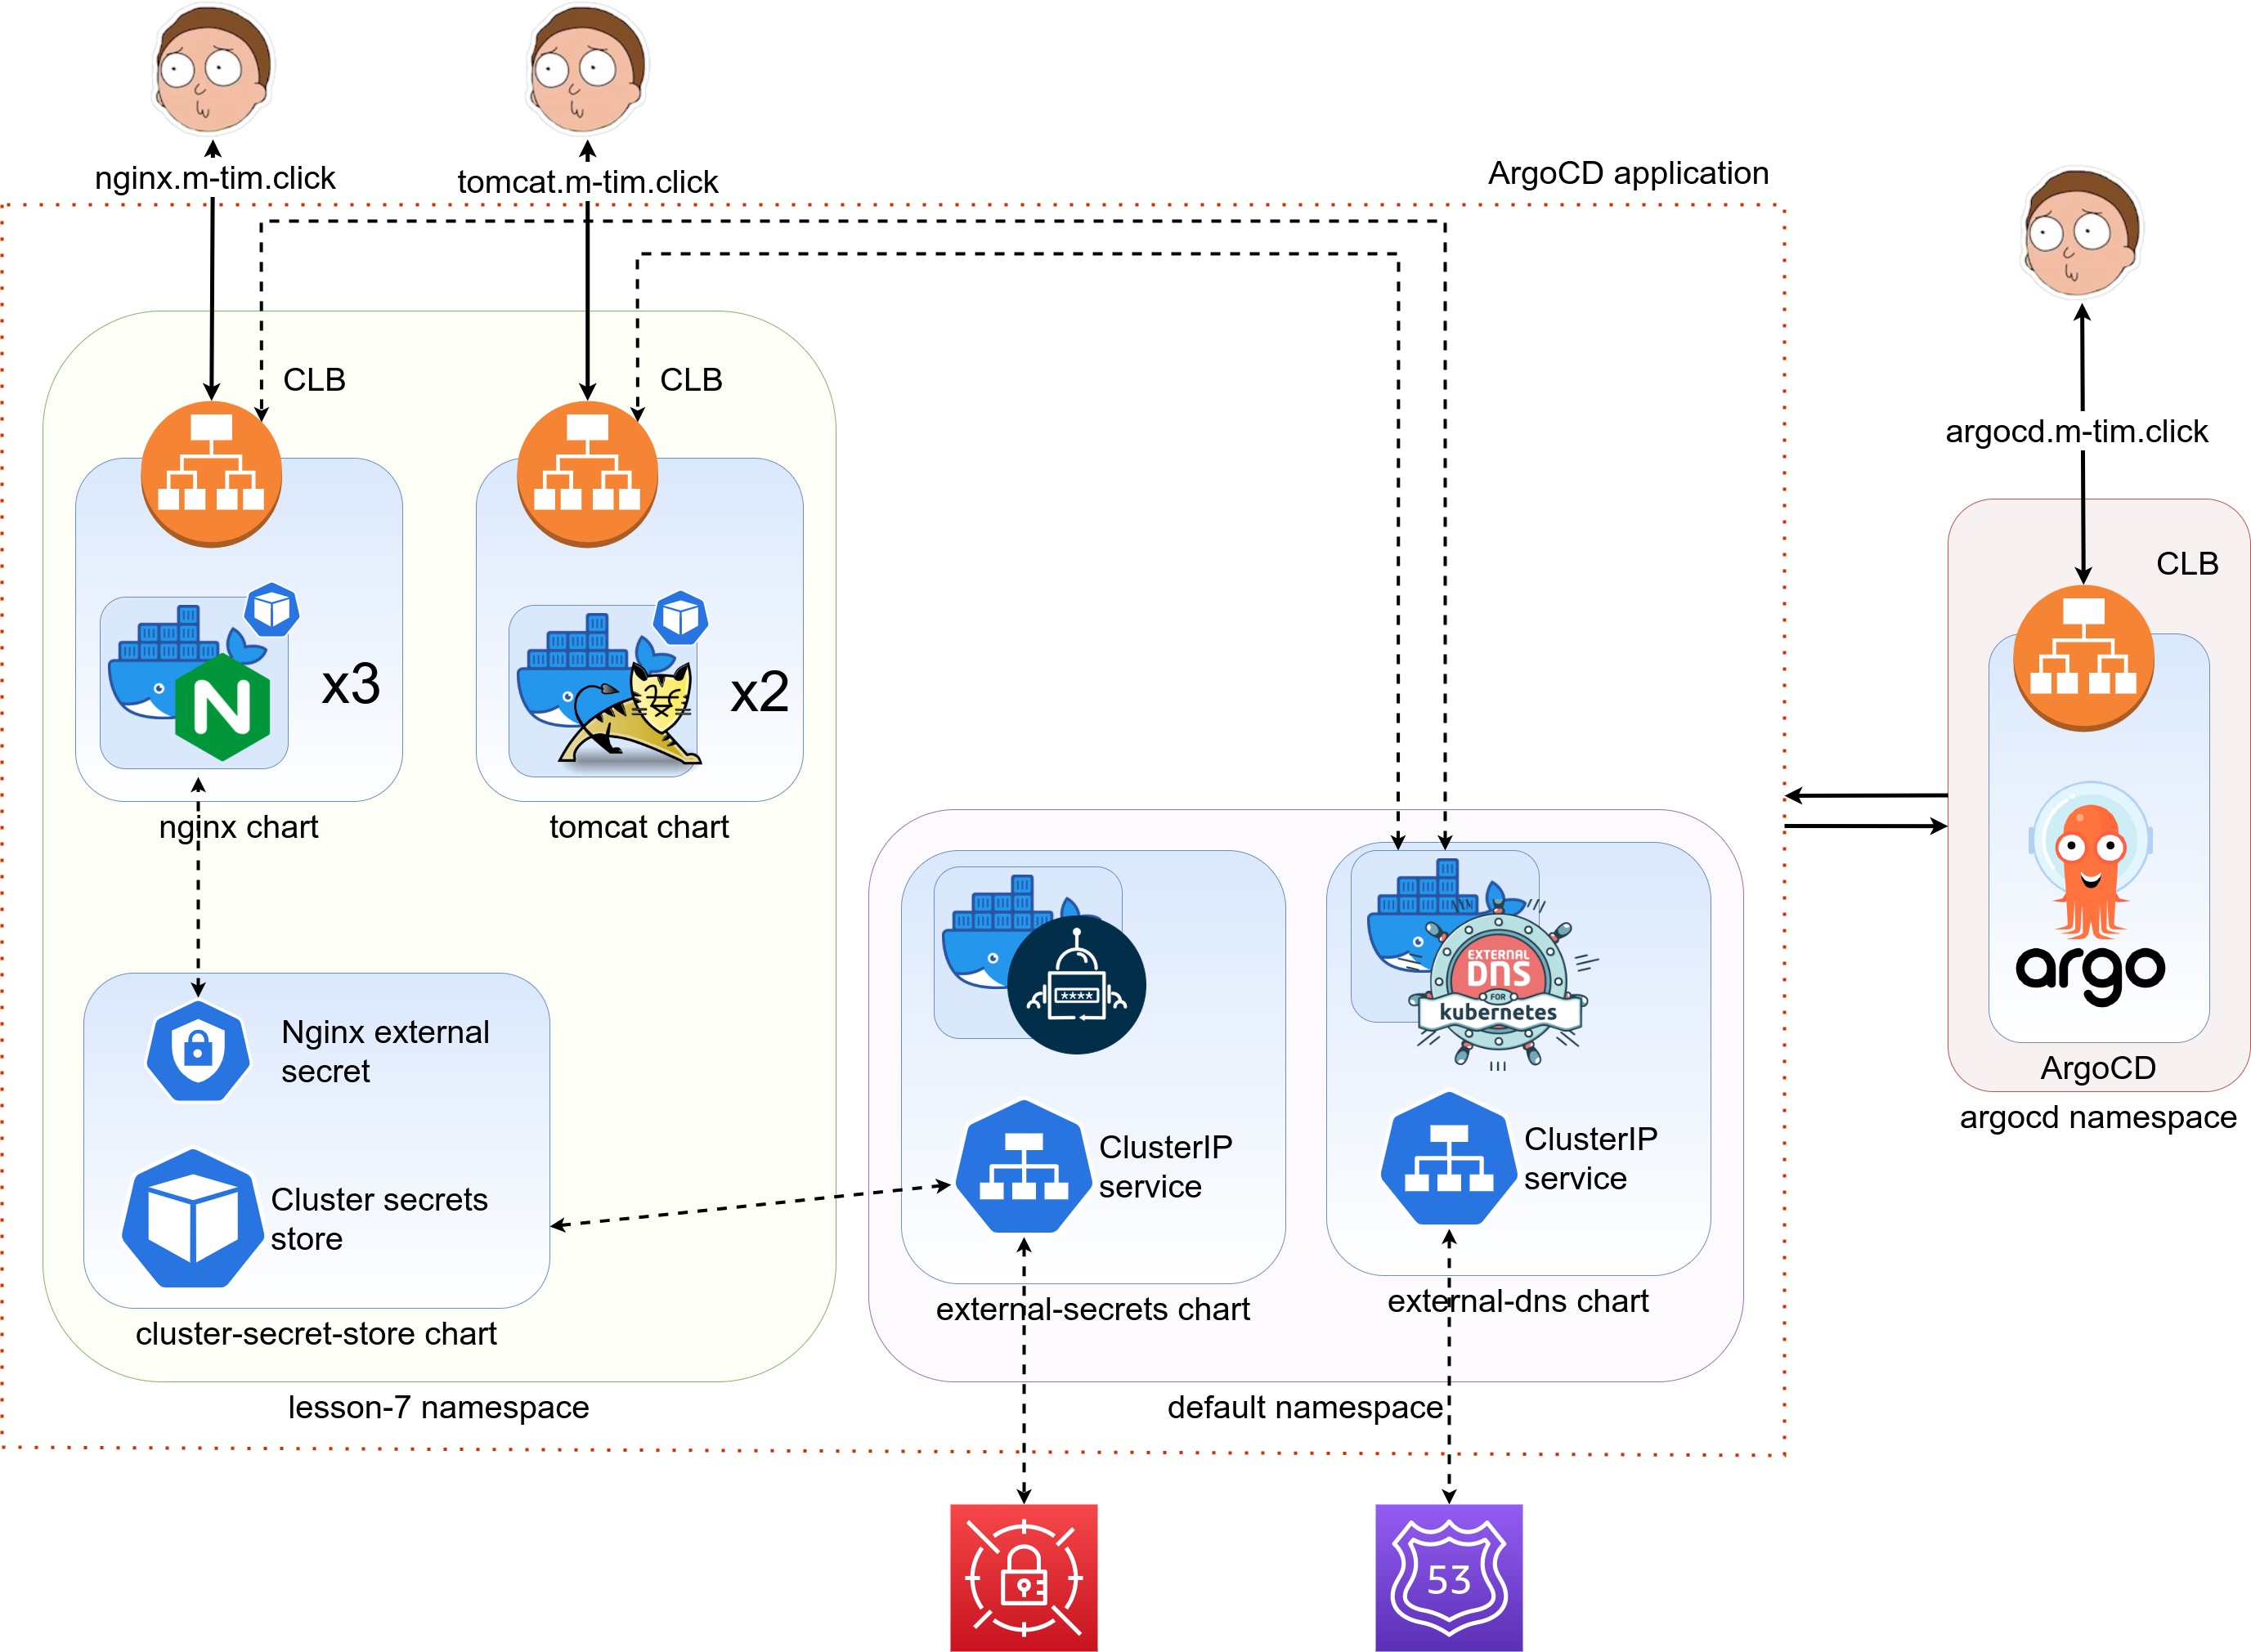 nginx.m-tim.click
tomcat.m-tim.click
ArgoCD application
argocd.m-tim.click
CLB
CLB
CLB
x3
x2
nginx chart
tomcat chart
Nginx external
secret
Cluster secrets
store
cluster-secret-store chart
lesson-7 namespace
****
ClusterIP
service
external-secrets chart
EXTERNAL
DNS
FOR
kubernetes
ClusterIP
service
external-dns chart
default namespace
argo
ArgoCD
argocd namespace
53